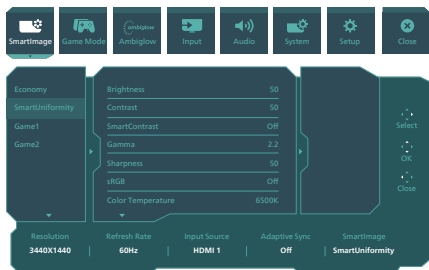 SmartImage Game Mode Ambiglow Input Audio System Setup Close
ambiglow
Economy
SmartUniformity
Game1
Game2
Brightness 50
Contrast 50
SmartContrast Off
Gamma 2.2
Sharpness 50
sRGB Off
Color Temperature 6500K
Select
OK
Close
Resolution Refresh Rate Input Source Adaptive Sync SmartImage
3440X1440 60Hz HDMI 1 Off SmartUniformity